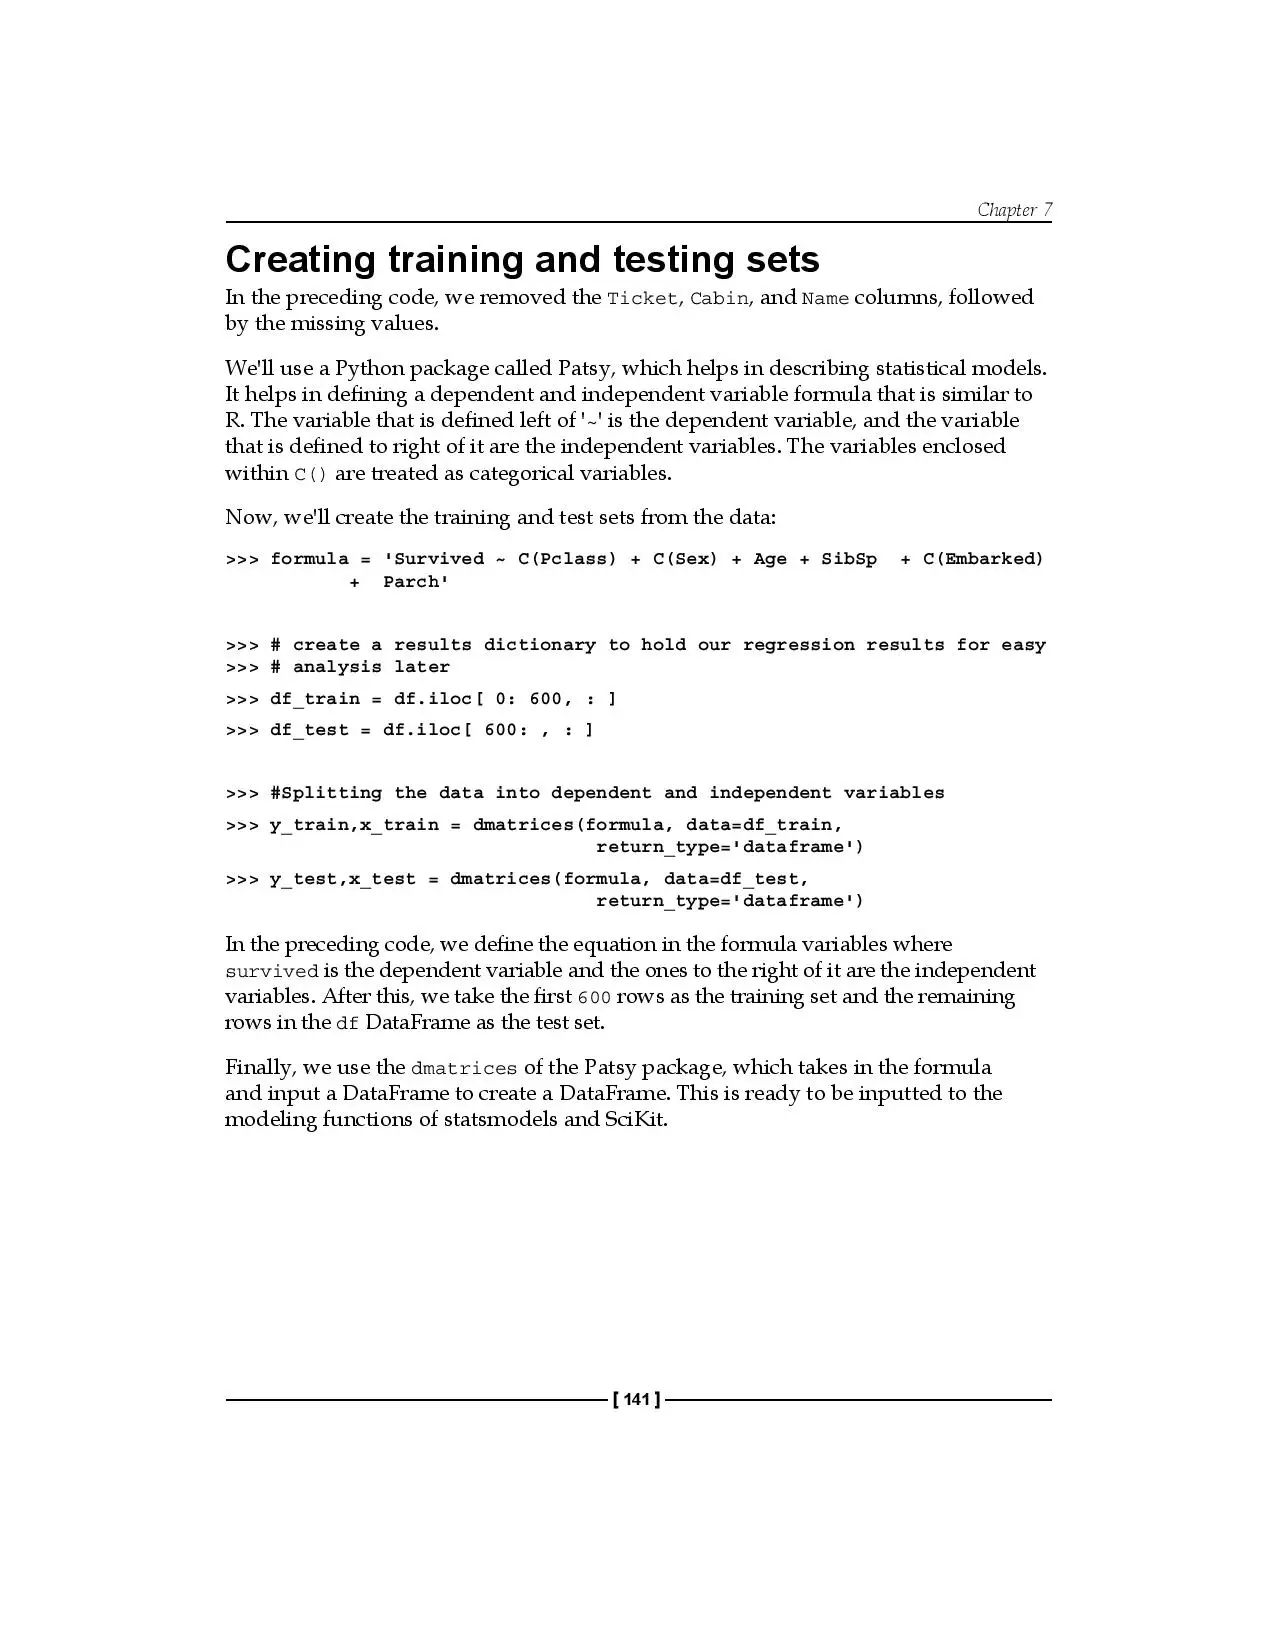 Chapter 7
Creating training and testing sets
In the preceding code, we removed the Ticket, Cabin, and Name columns, followed
by the missing values.
We'll use a Python package called Patsy, which helps in describing statistical models.
It helps in defining a dependent and independent variable formula that is similar to
R. The variable that is defined left of '~' is the dependent variable, and the variable
that is defined to right of it are the independent variables. The variables enclosed
within C() are treated as categorical variables.
Now, we'll create the training and test sets from the data:
>>> formula = 'Survived ~ C(Pclass) + C(Sex) + Age + SibSp  + C(Embarked)
+  Parch'
>>> # create a results dictionary to hold our regression results for easy
>>> # analysis later
>>> df_train = df.iloc[ 0: 600, : ]
>>> df_test = df.iloc[ 600: , : ]
>>> #Splitting the data into dependent and independent variables
>>> y_train,x_train = dmatrices(formula, data=df_train,
return_type='dataframe')
>>> y_test,x_test = dmatrices(formula, data=df_test,
return_type='dataframe')
In the preceding code, we define the equation in the formula variables where
survived is the dependent variable and the ones to the right of it are the independent
variables. After this, we take the first 600 rows as the training set and the remaining
rows in the df DataFrame as the test set.
Finally, we use the dmatrices of the Patsy package, which takes in the formula
and input a DataFrame to create a DataFrame. This is ready to be inputted to the
modeling functions of statsmodels and SciKit.
[ 141 ]